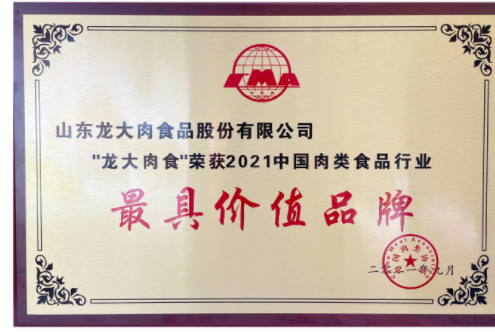 CMA
山东龙大肉食品股份有限公司
"龙大肉食"荣获2021中国肉类食品行业
最具价值品牌
二零二一年九月